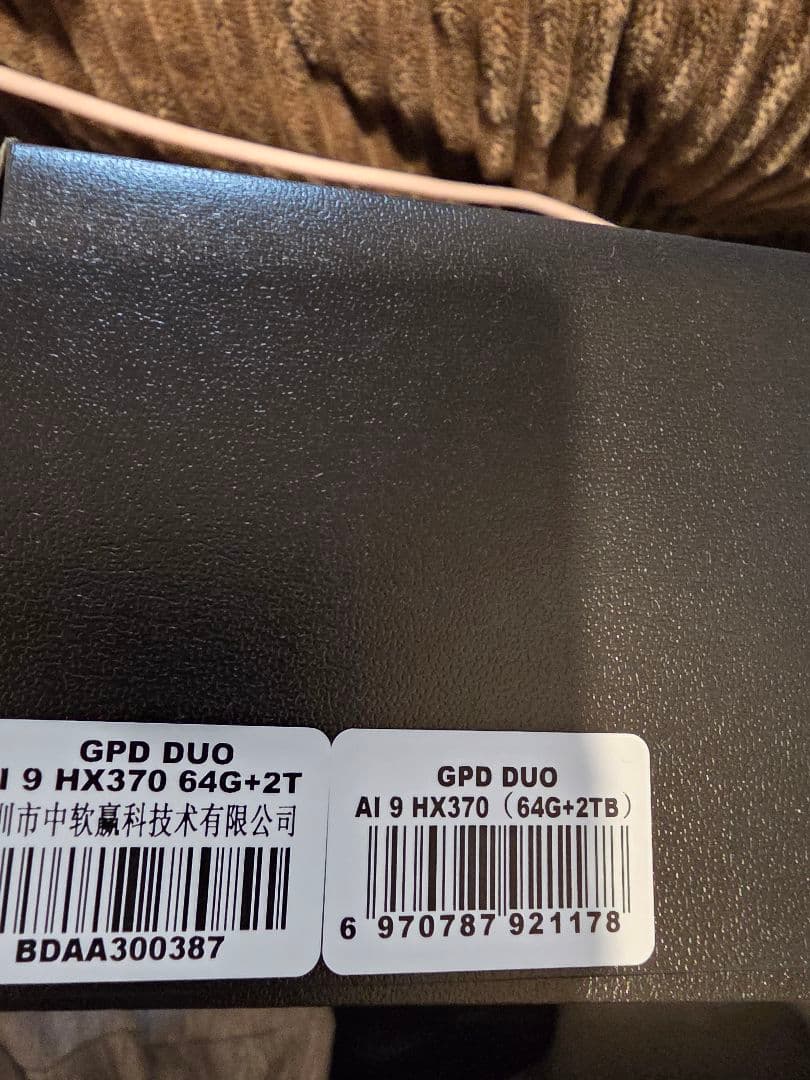 GPD DUO
I 9 HX370 64G+2T
圳市中软赢科技术有限公司
BDAA300387
GPD DUO
AI 9 HX370（64G+2TB）
6 970787 921178